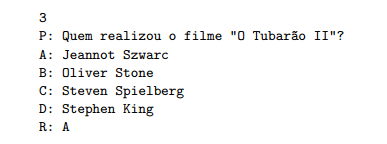 3
P: Quem realizou o filme "O Tubarão II"?
A: Jeannot Szwarc
B: Oliver Stone
C: Steven Spielberg
D: Stephen King
R: A